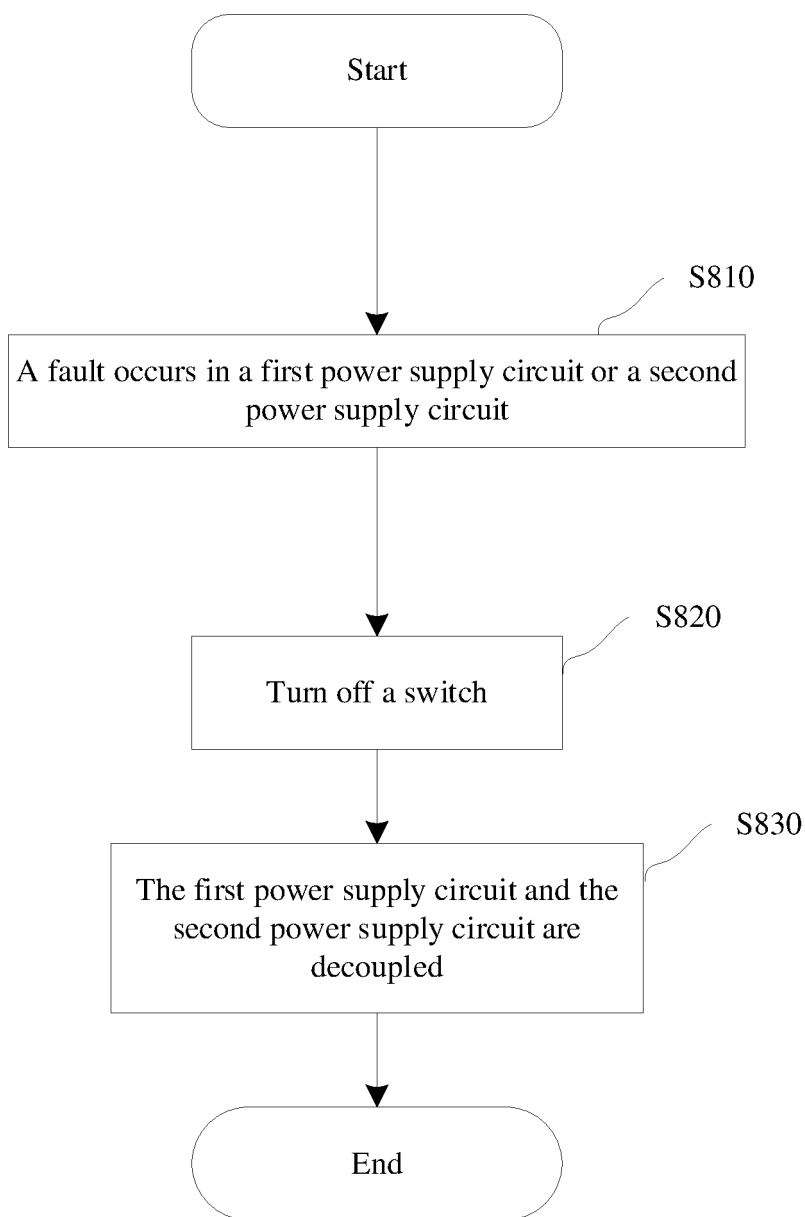 Start
S810
A fault occurs in a first power supply circuit or a second
power supply circuit
S820
Turn off a switch
S830
The first power supply circuit and the
second power supply circuit are
decoupled
End